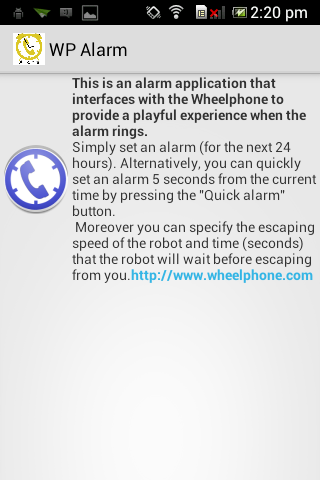 2:20 pm
WP Alarm
This is an alarm application that
interfaces with the Wheelphone to
provide a playful experience when the
alarm rings.
Simply set an alarm (for the next 24
hours). Alternatively, you can quickly
set an alarm 5 seconds from the current
time by pressing the "Quick alarm"
button.
Moreover you can specify the escaping
speed of the robot and time (seconds)
that the robot will wait before escaping
from you.http://www.wheelphone.com